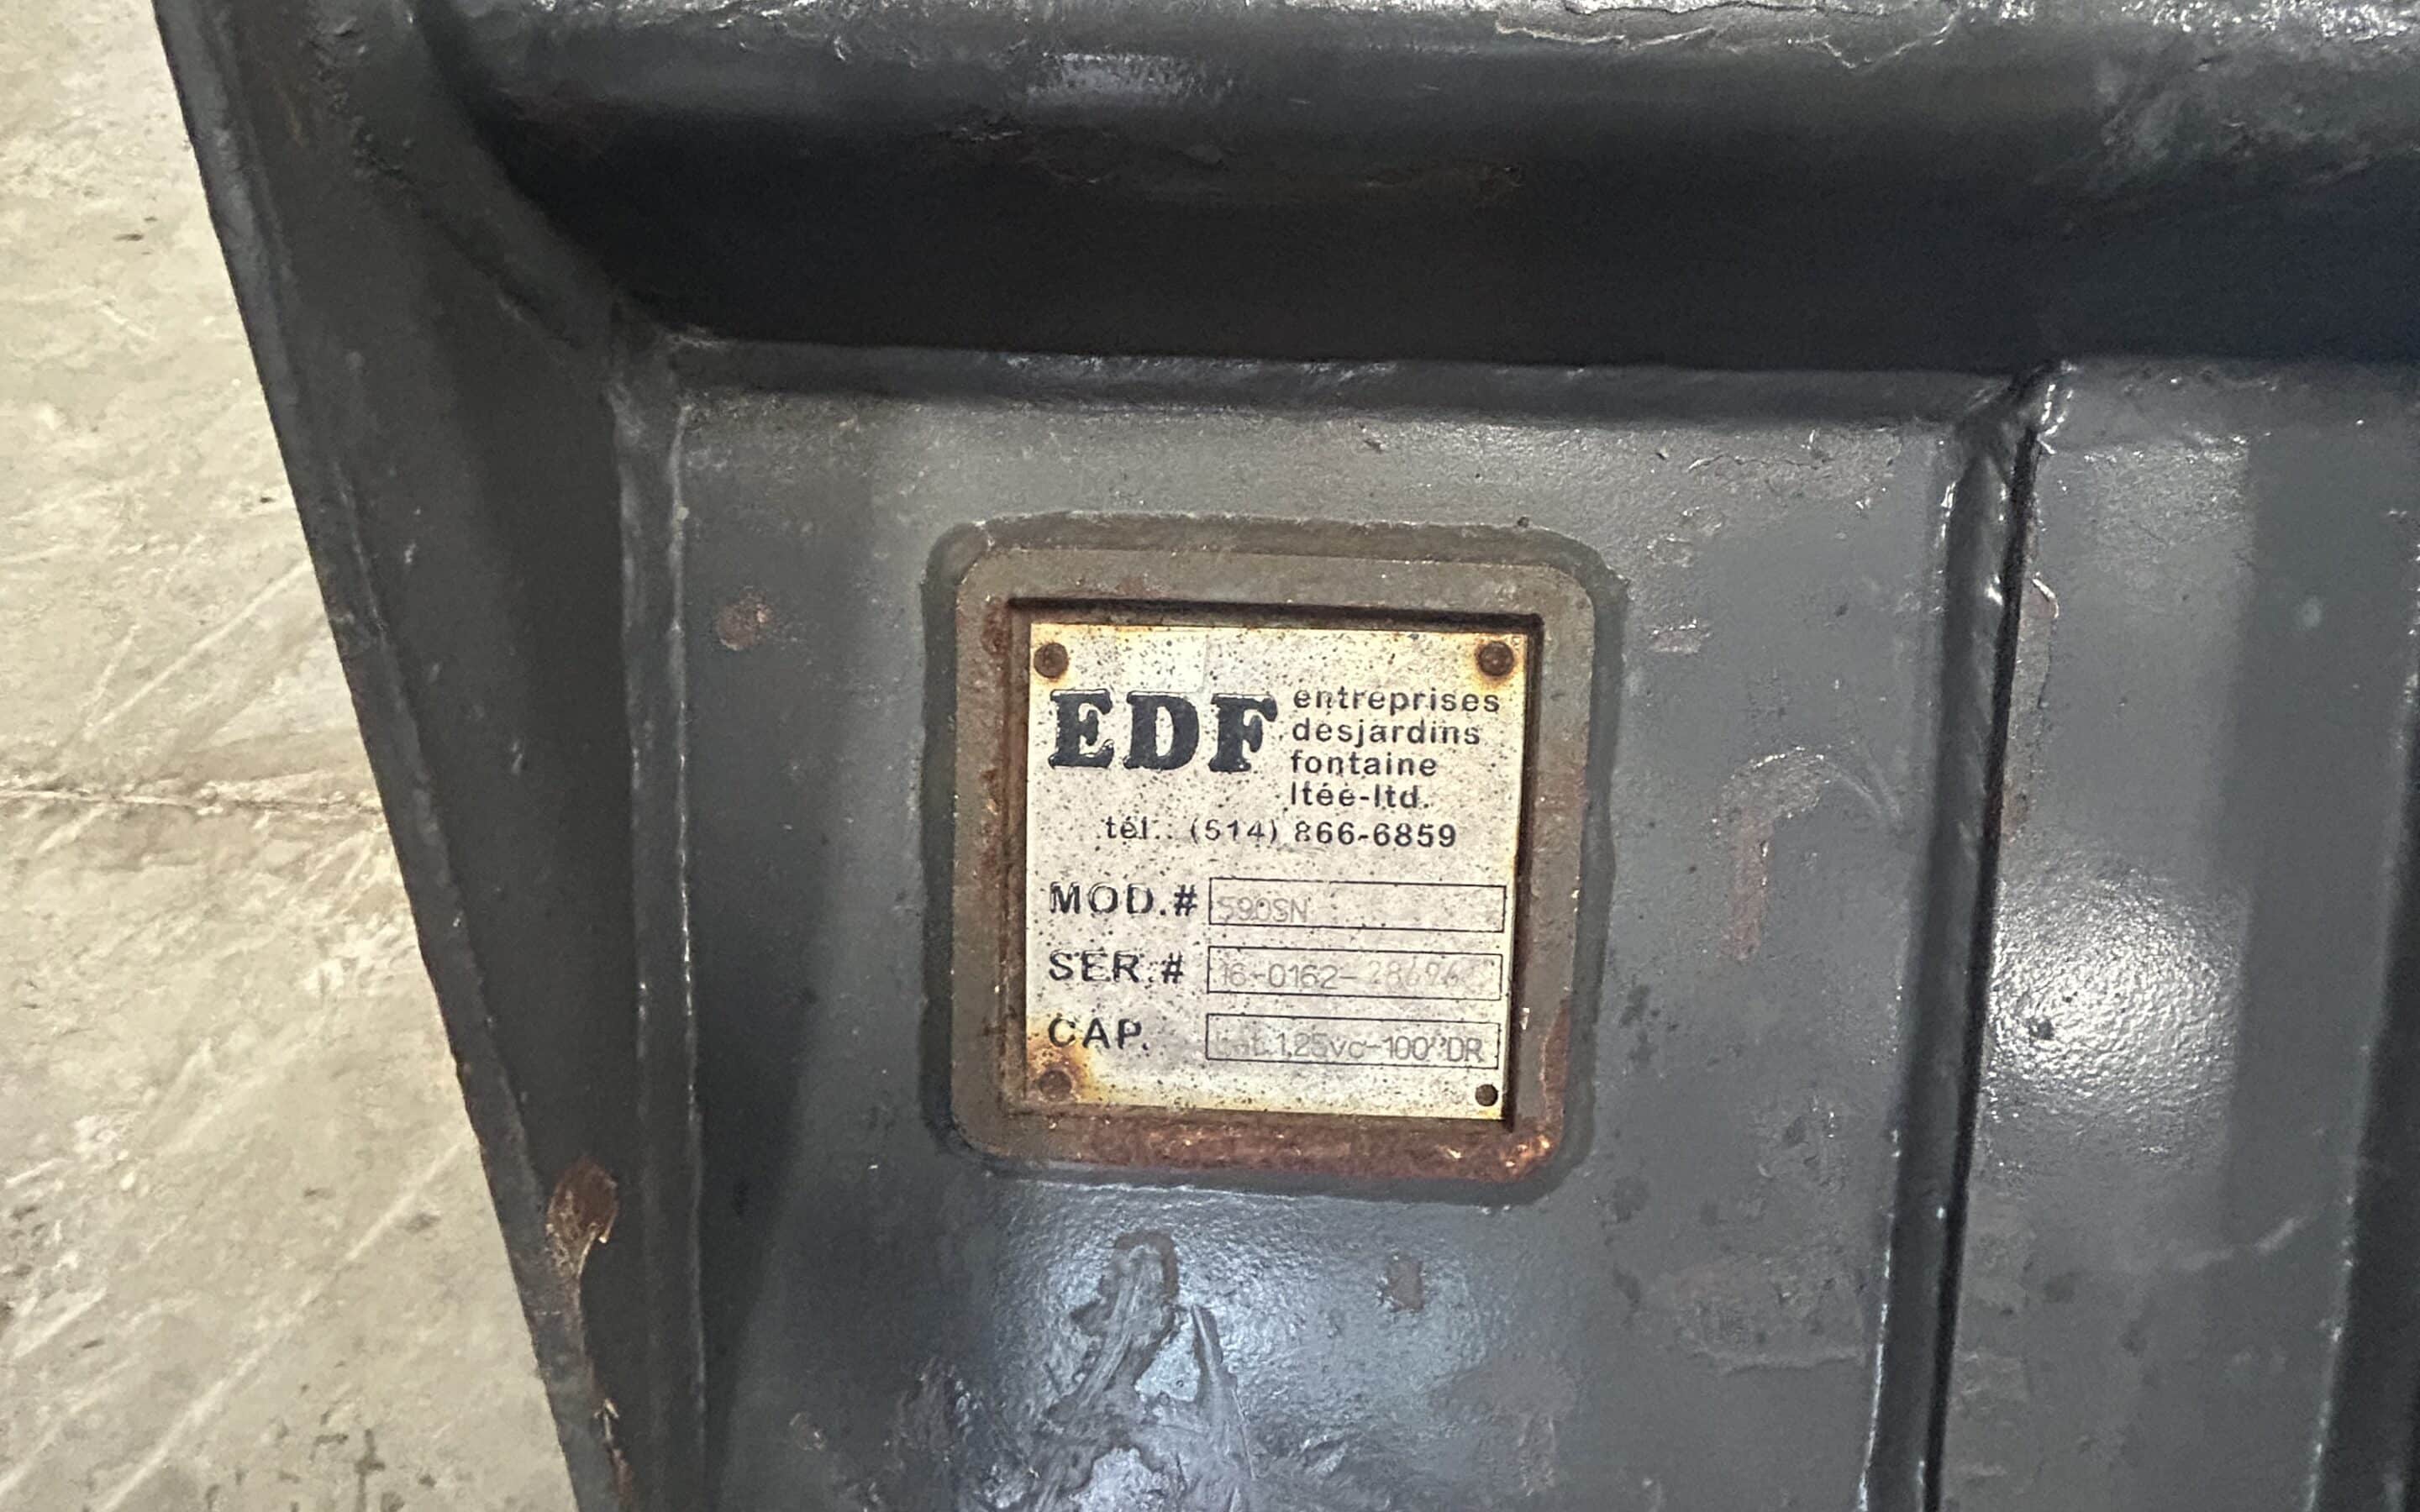 EDF entreprises
desjardins
fontaine
ltée-ltd.
tél.: (514) 866-6859
MOD.# 590SN
SER.# 16-0162-
CAP. 1.25vc-100"DR